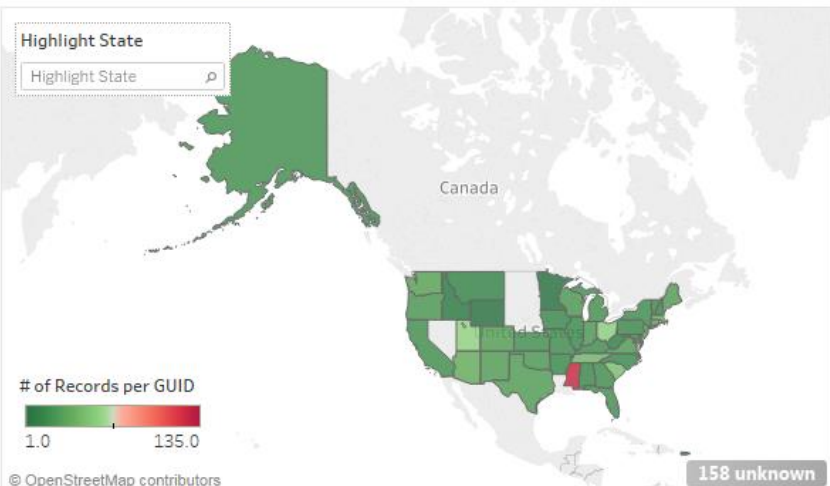 Highlight State
Highlight State
Canada
United States
# of Records per GUID
1.0 135.0
© OpenStreetMap contributors
158 unknown